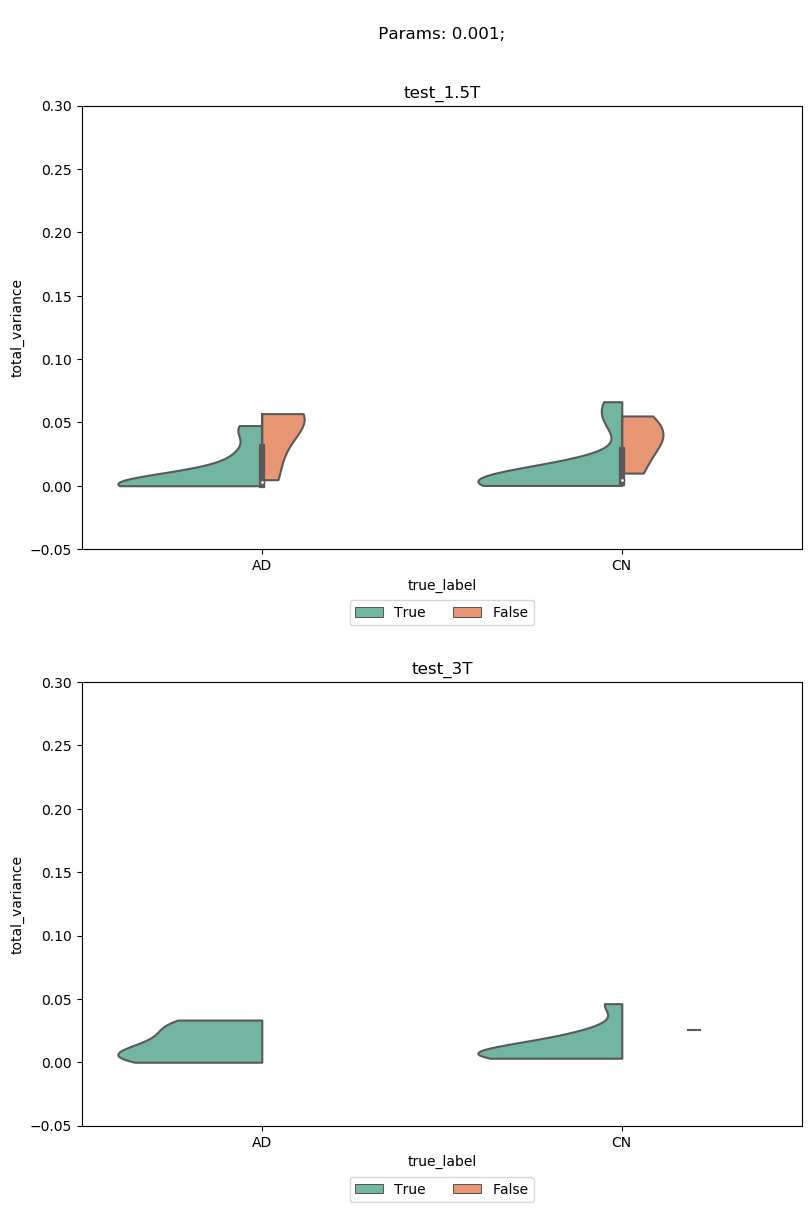 Params: 0.001;
test_1.5T
0.30
0.25
0.20
0.15
0.10
0.05
0.00
−0.05
total_variance
AD
CN
true_label
True
False
test_3T
0.30
0.25
0.20
0.15
0.10
0.05
0.00
−0.05
total_variance
AD
CN
true_label
True
False